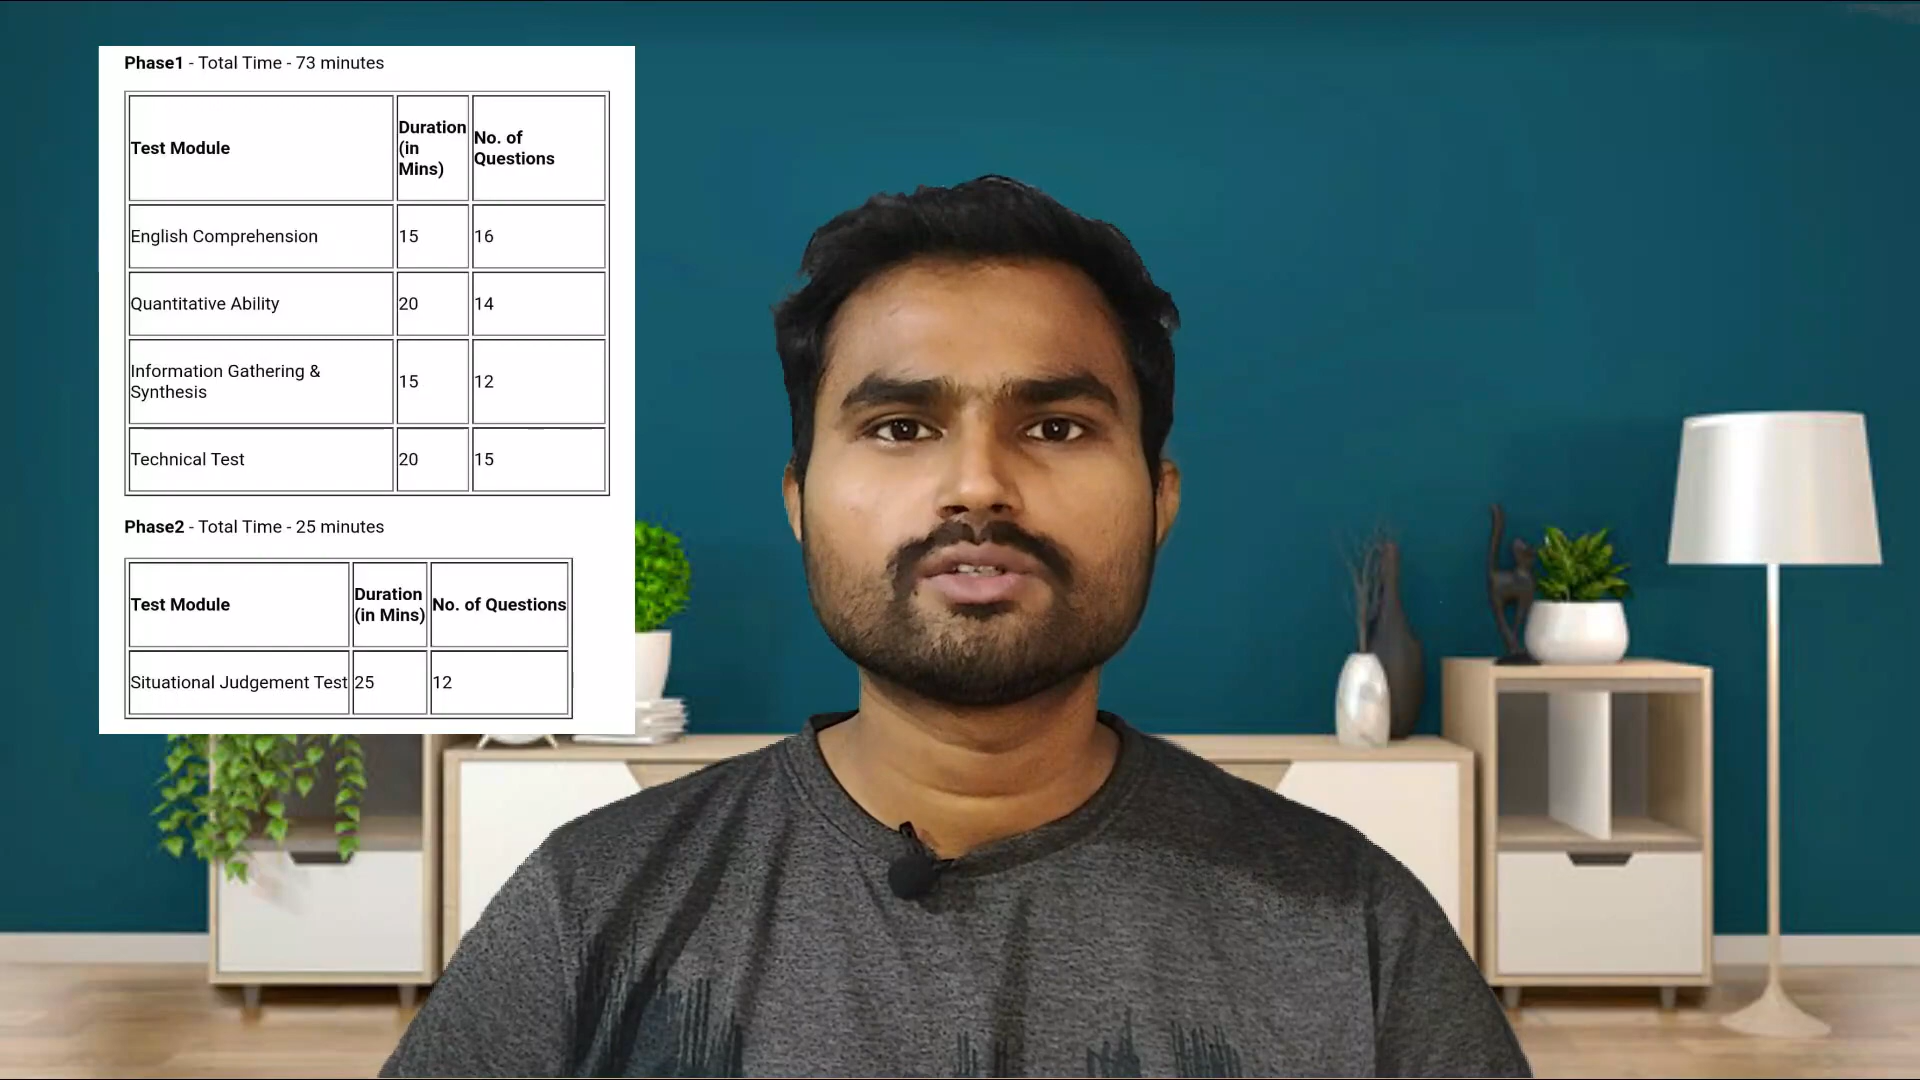 Phase1 - Total Time - 73 minutes
Test Module
Duration
(in
Mins)
No. of
Questions
English Comprehension 15 16
Quantitative Ability 20 14
Information Gathering &
Synthesis
15 12
Technical Test 20 15
Phase2 - Total Time - 25 minutes
Test Module
Duration
(in Mins)
No. of Questions
Situational Judgement Test 25 12